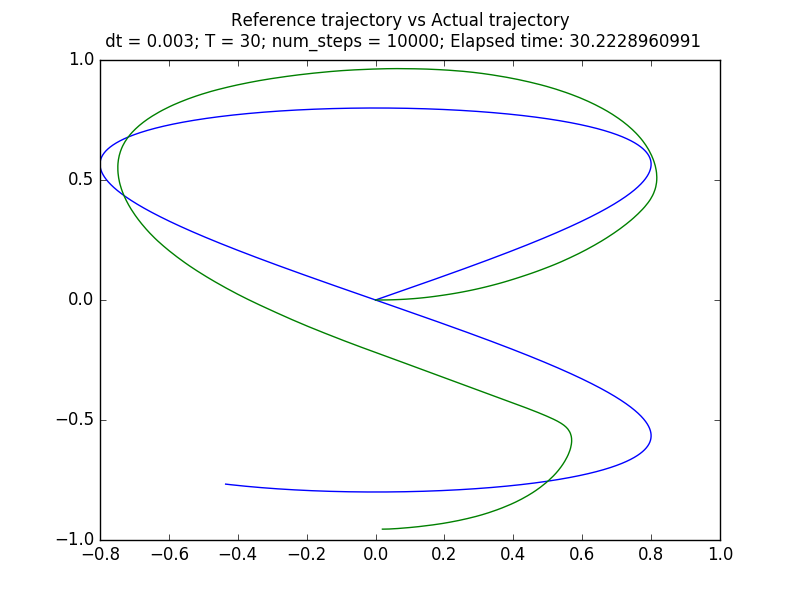 Reference trajectory vs Actual trajectory
dt = 0.003; T = 30; num_steps = 10000; Elapsed time: 30.2228960991
1.0
0.5
0.0
−0.5
−1.0
−0.8 −0.6 −0.4 −0.2 0.0 0.2 0.4 0.6 0.8 1.0